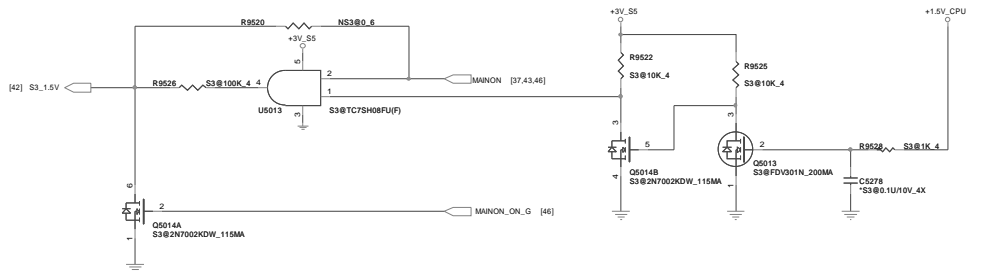 R9520 NS3@0_6
+3V_S5
+3V_S5
+1.5V_CPU
5
R9522
S3@10K_4
R9525
S3@10K_4
[42] S3_1.5V
R9526 S3@100K_4
4
2
MAINON [37,43,46]
1
U5013
3
S3@TC7SH08FU(F)
3
5
3
2
R9528 S3@1K_4
4
Q5014B
S3@2N7002KDW_115MA
1
Q5013
S3@FDV301N_200MA
C5278
*S3@0.1U/10V_4X
6
2
MAINON_ON_G [46]
1
Q5014A
S3@2N7002KDW_115MA